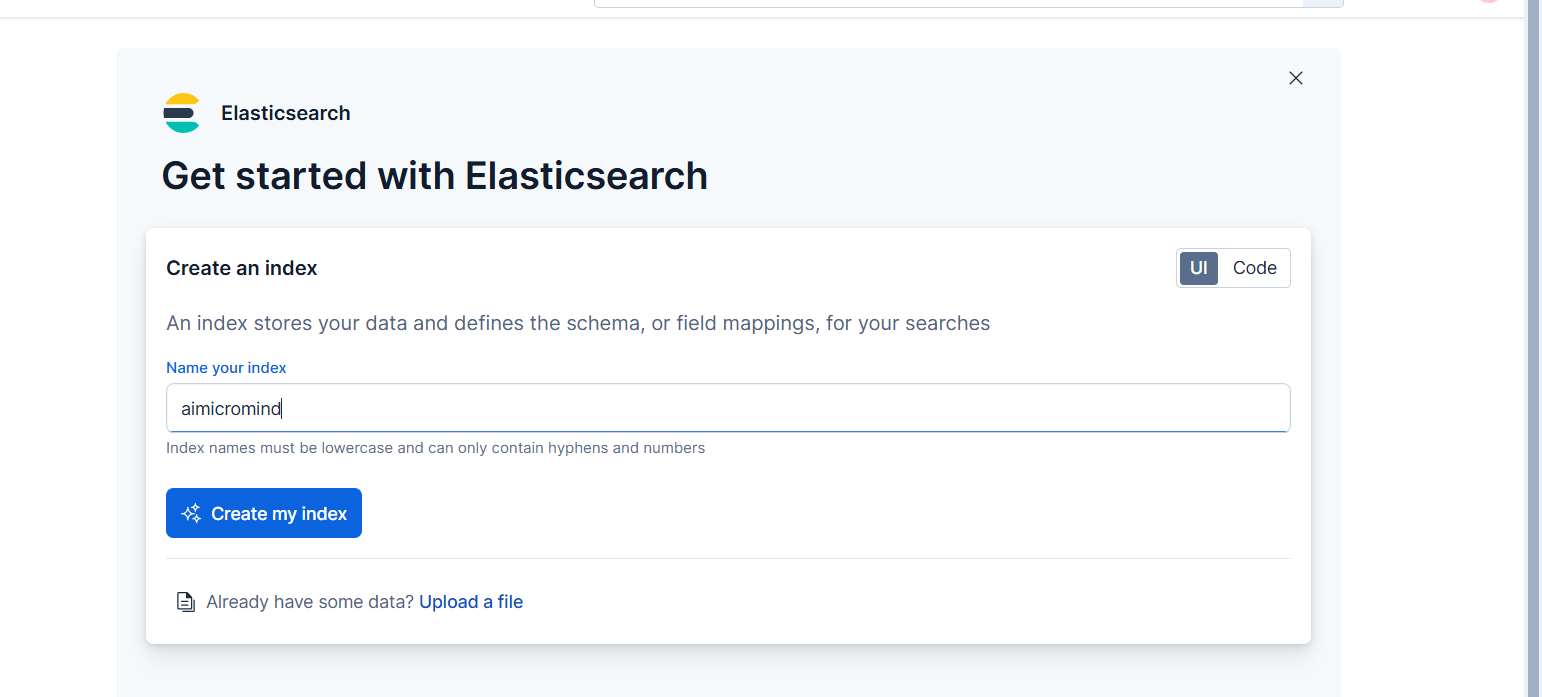 Elasticsearch
Get started with Elasticsearch
Create an index
UI Code
An index stores your data and defines the schema, or field mappings, for your searches
Name your index
aimicromind
Index names must be lowercase and can only contain hyphens and numbers
Create my index
Already have some data? Upload a file